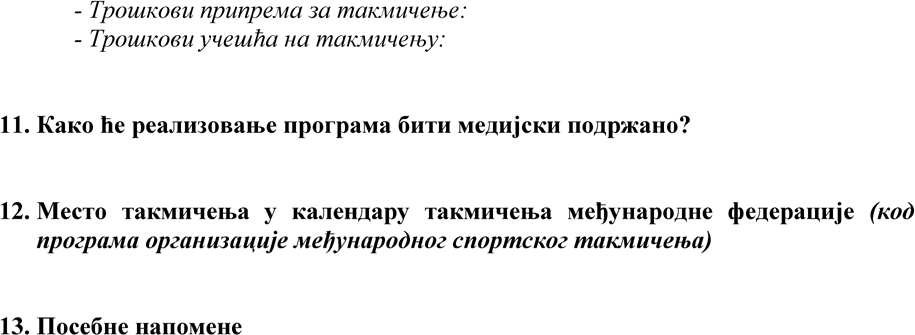 - Трошкови припрема за такмичење:
- Трошкови учешћа на такмичењу:
11. Како ће реализовање програма бити медијски подржано?
12. Место такмичења у календару такмичења међународне федерације (код
програма организације међународног спортског такмичења)
13. Посебне напомене